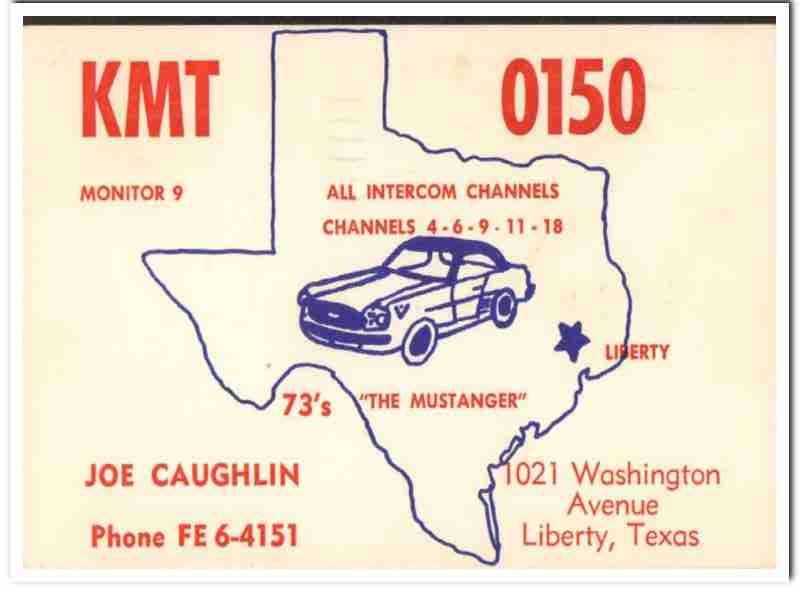 KMT 0150
MONITOR 9
ALL INTERCOM CHANNELS
CHANNELS 4 - 6 - 9 - 11 - 18
LIBERTY
73's "THE MUSTANGER"
JOE CAUGHLIN
Phone FE 6-4151
1021 Washington
Avenue
Liberty, Texas